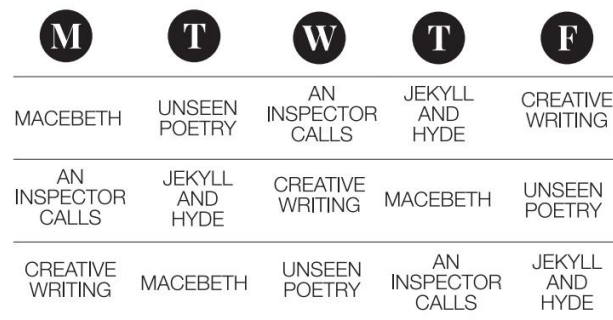 M T W T F
MACEBETH UNSEEN POETRY AN INSPECTOR CALLS JEKYLL AND HYDE CREATIVE WRITING
AN INSPECTOR CALLS JEKYLL AND HYDE CREATIVE WRITING MACEBETH UNSEEN POETRY
CREATIVE WRITING MACEBETH UNSEEN POETRY AN INSPECTOR CALLS JEKYLL AND HYDE